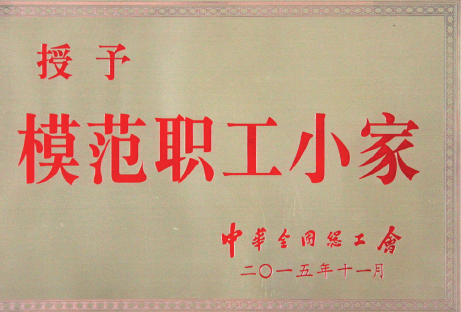 授予
模范职工小家
中华全国总工會
二〇一五年十一月